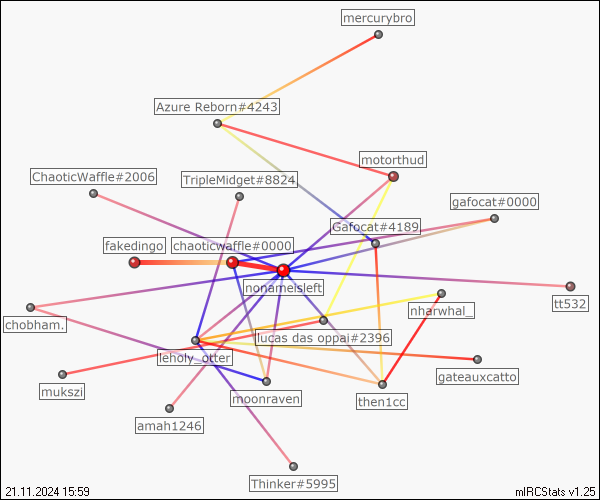 mercurybro
Azure Reborn#4243
motorthud
ChaoticWaffle#2006
TripleMidget#8824
gafocat#0000
Gafocat#4189
fakedingo
chaoticwaffle#0000
nonameisleft
tt532
nharwhal_
chobham.
lucas das oppai#2396
leholy_otter
gateauxcatto
mukszi
moonraven
then1cc
amah1246
Thinker#5995
21.11.2024 15:59
mIRCStats v1.25